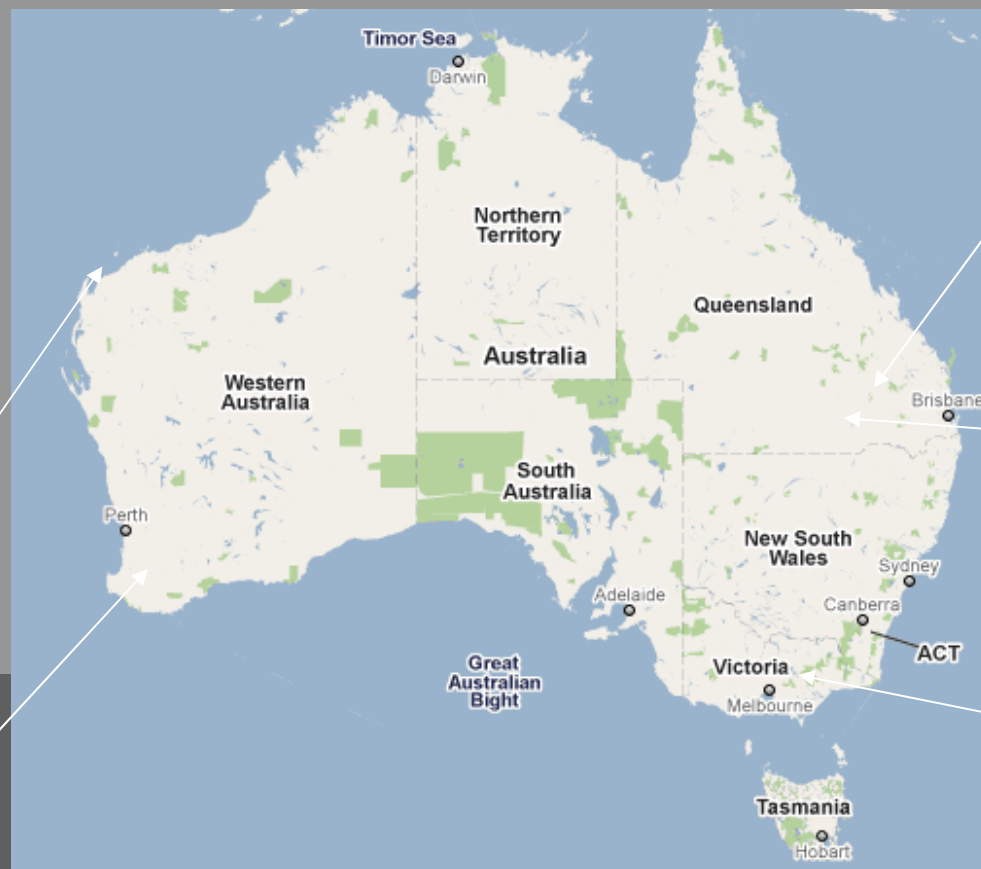 Timor Sea
Darwin
Northern
Territory
Queensland
Australia
Western
Australia
Brisbane
South
Australia
Perth
New South
Wales
Sydney
Adelaide
Canberra
ACT
Great
Australian
Bight
Victoria
Melbourne
Tasmania
Hobart